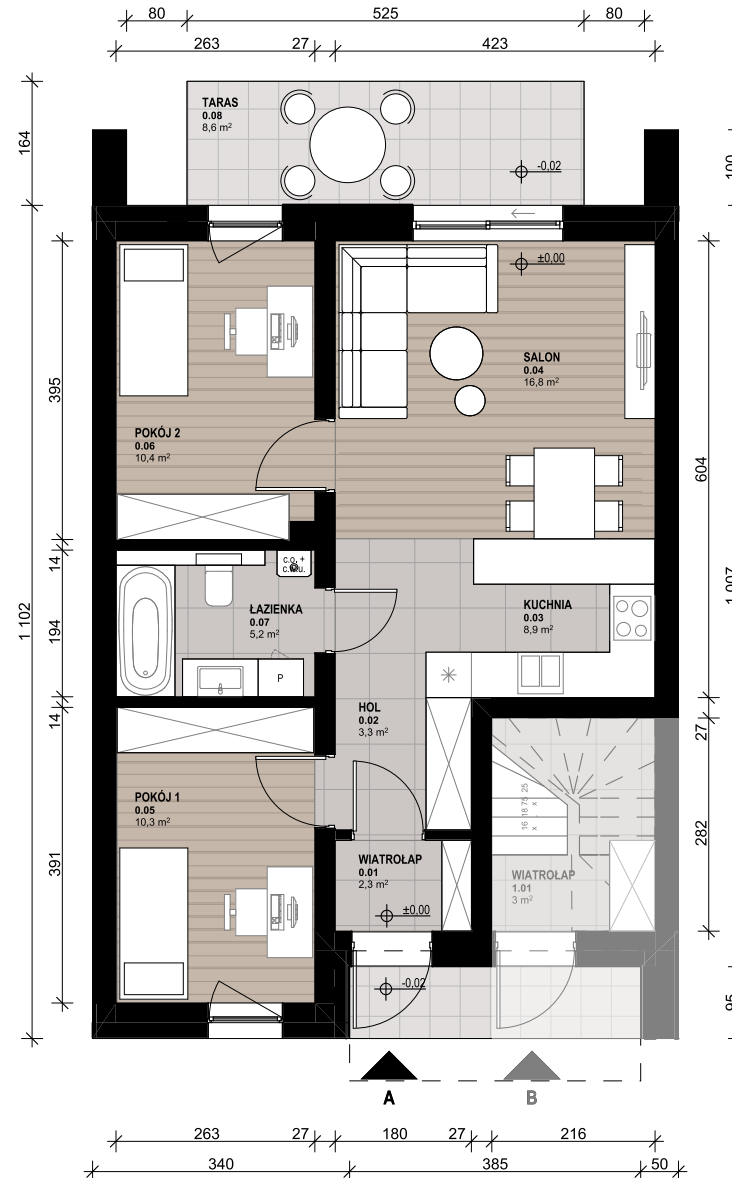 80
525
80
263
27
423
TARAS
0.08
8,6 m²
-0,02
164
±0,00
395
SALON
0.04
16,8 m²
POKÓJ 2
0.06
10,4 m²
604
14
c.o. +
c.w.u.
ŁAZIENKA
0.07
5,2 m²
KUCHNIA
0.03
8,9 m²
1 102
194
P
HOL
0.02
3,3 m²
14
27
POKÓJ 1
0.05
10,3 m²
16 x 18 75 x 25
282
391
WIATROŁAP
0.01
2,3 m²
WIATROŁAP
1.01
3 m²
±0,00
-0,02
95
A
B
263
27
180
27
216
340
385
50